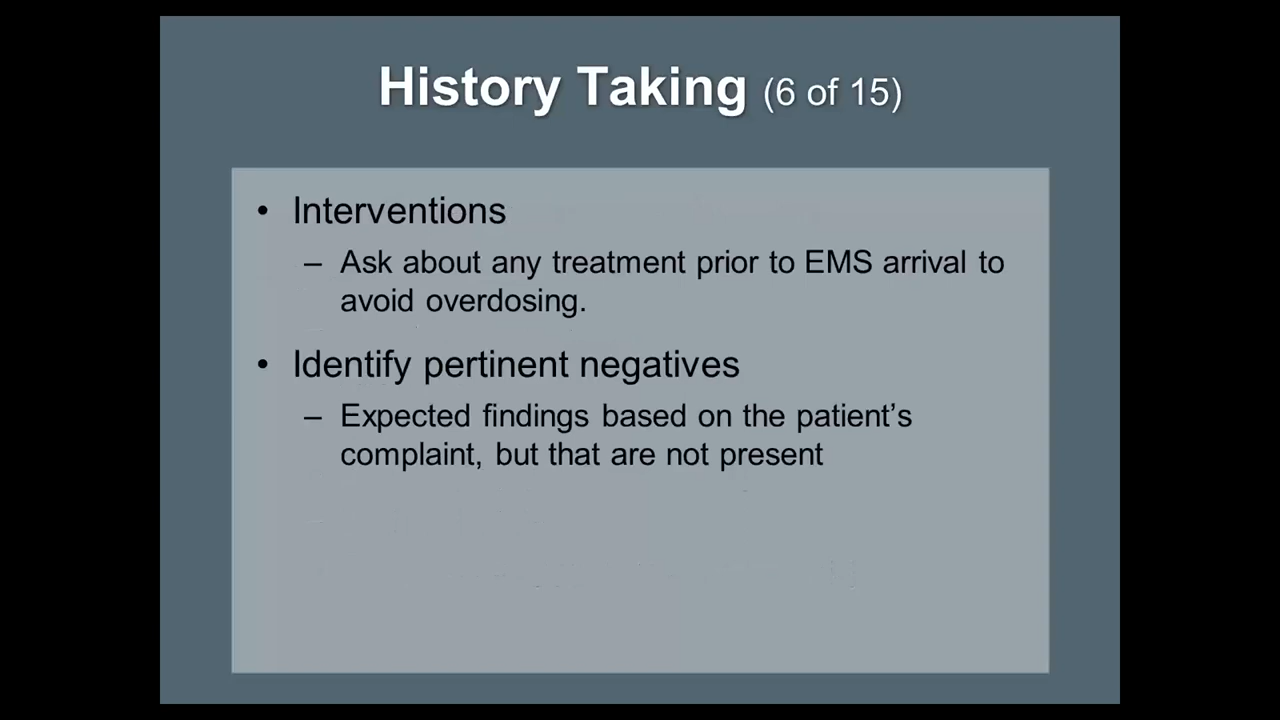 History Taking (6 of 15)
• Interventions
– Ask about any treatment prior to EMS arrival to
avoid overdosing.
• Identify pertinent negatives
– Expected findings based on the patient’s
complaint, but that are not present